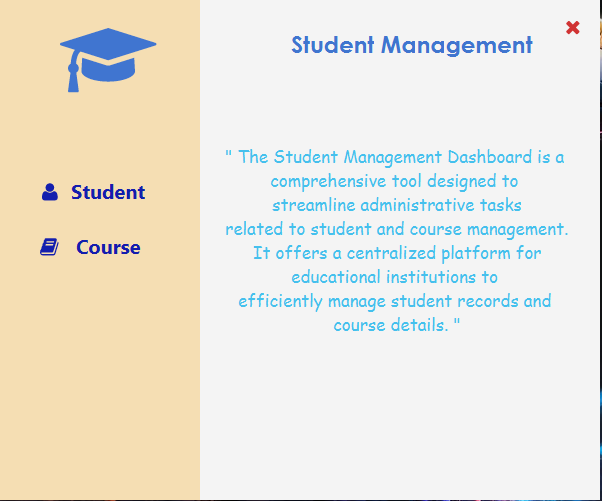 Student Management
Student
Course
" The Student Management Dashboard is a
comprehensive tool designed to
streamline administrative tasks
related to student and course management.
It offers a centralized platform for
educational institutions to
efficiently manage student records and
course details. "